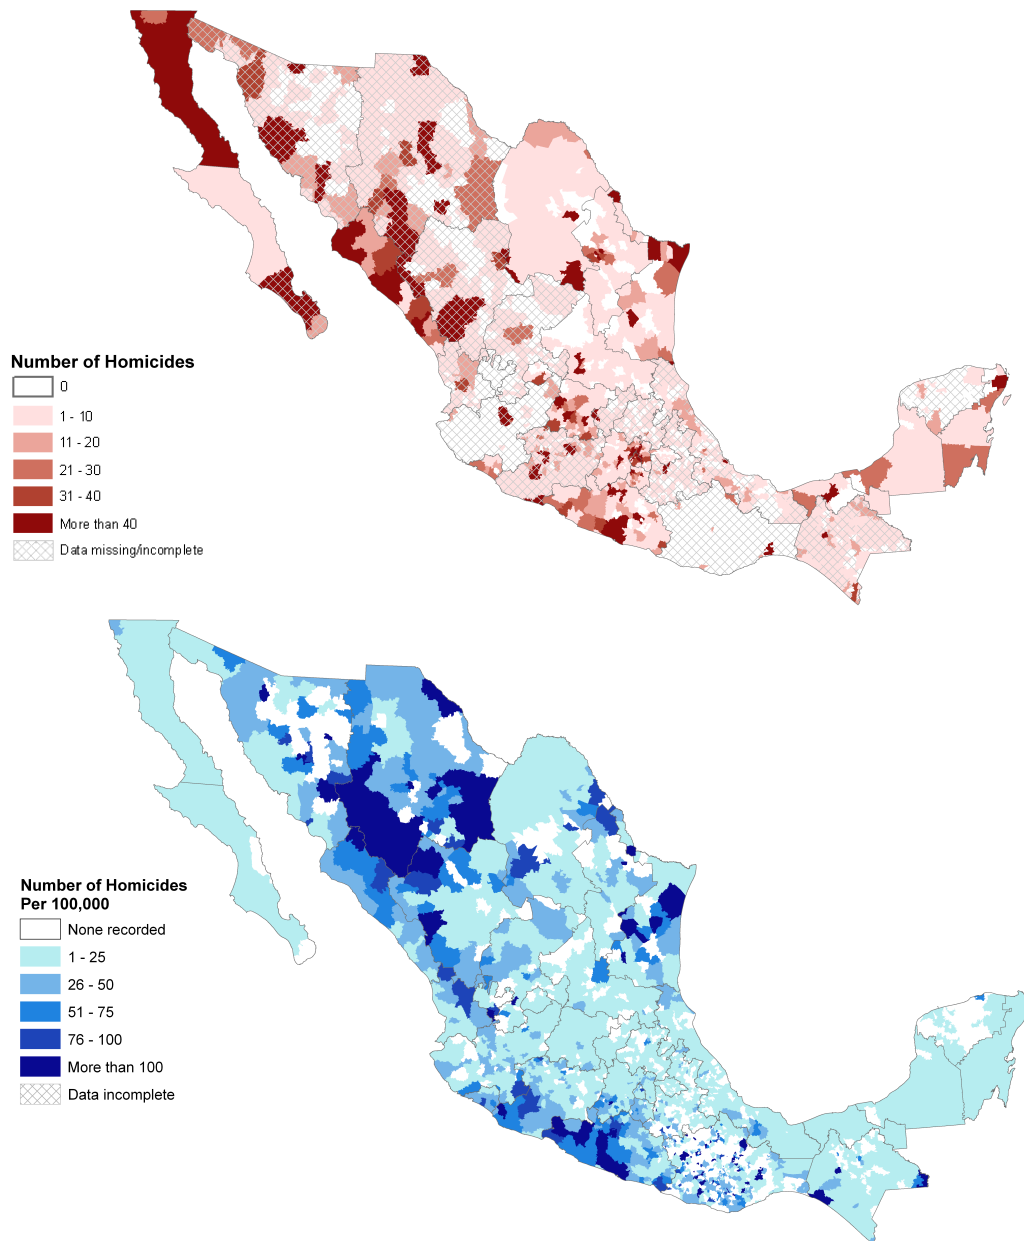 Number of Homicides
0
1 - 10
11 - 20
21 - 30
31 - 40
More than 40
Data missing/incomplete
Number of Homicides
Per 100,000
None recorded
1 - 25
26 - 50
51 - 75
76 - 100
More than 100
Data incomplete